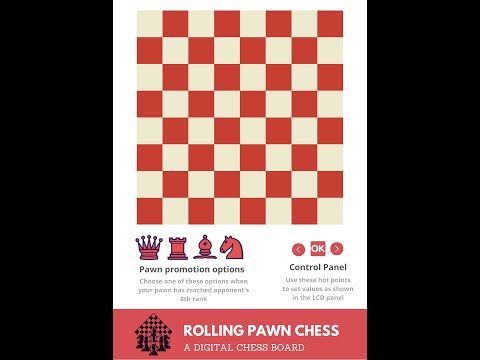 OK
Pawn promotion options
Choose one of these options when
your pawn has reached opponent's
8th rank
Control Panel
Use these hot points
to set values as shown
in the LCD panel
ROLLING PAWN CHESS
A DIGITAL CHESS BOARD